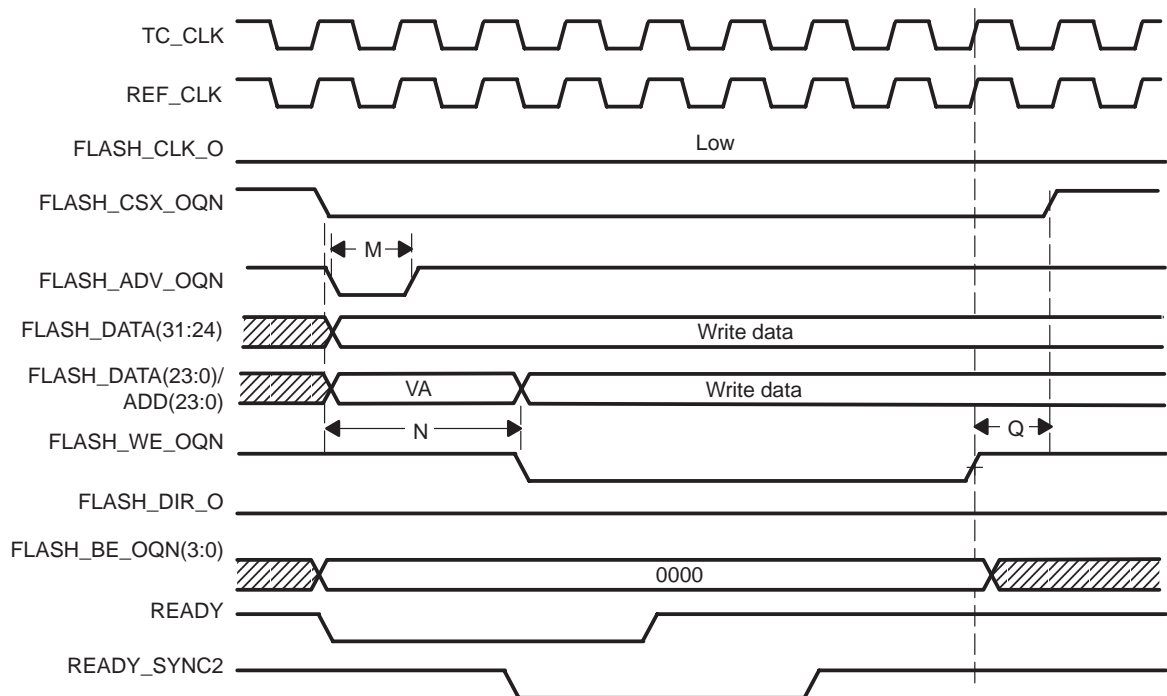 TC_CLK
REF_CLK
FLASH_CLK_O
Low
FLASH_CSX_OQN
M
FLASH_ADV_OQN
FLASH_DATA(31:24)
Write data
FLASH_DATA(23:0)/
ADD(23:0)
VA
Write data
N
Q
FLASH_WE_OQN
FLASH_DIR_O
FLASH_BE_OQN(3:0)
0000
READY
READY_SYNC2